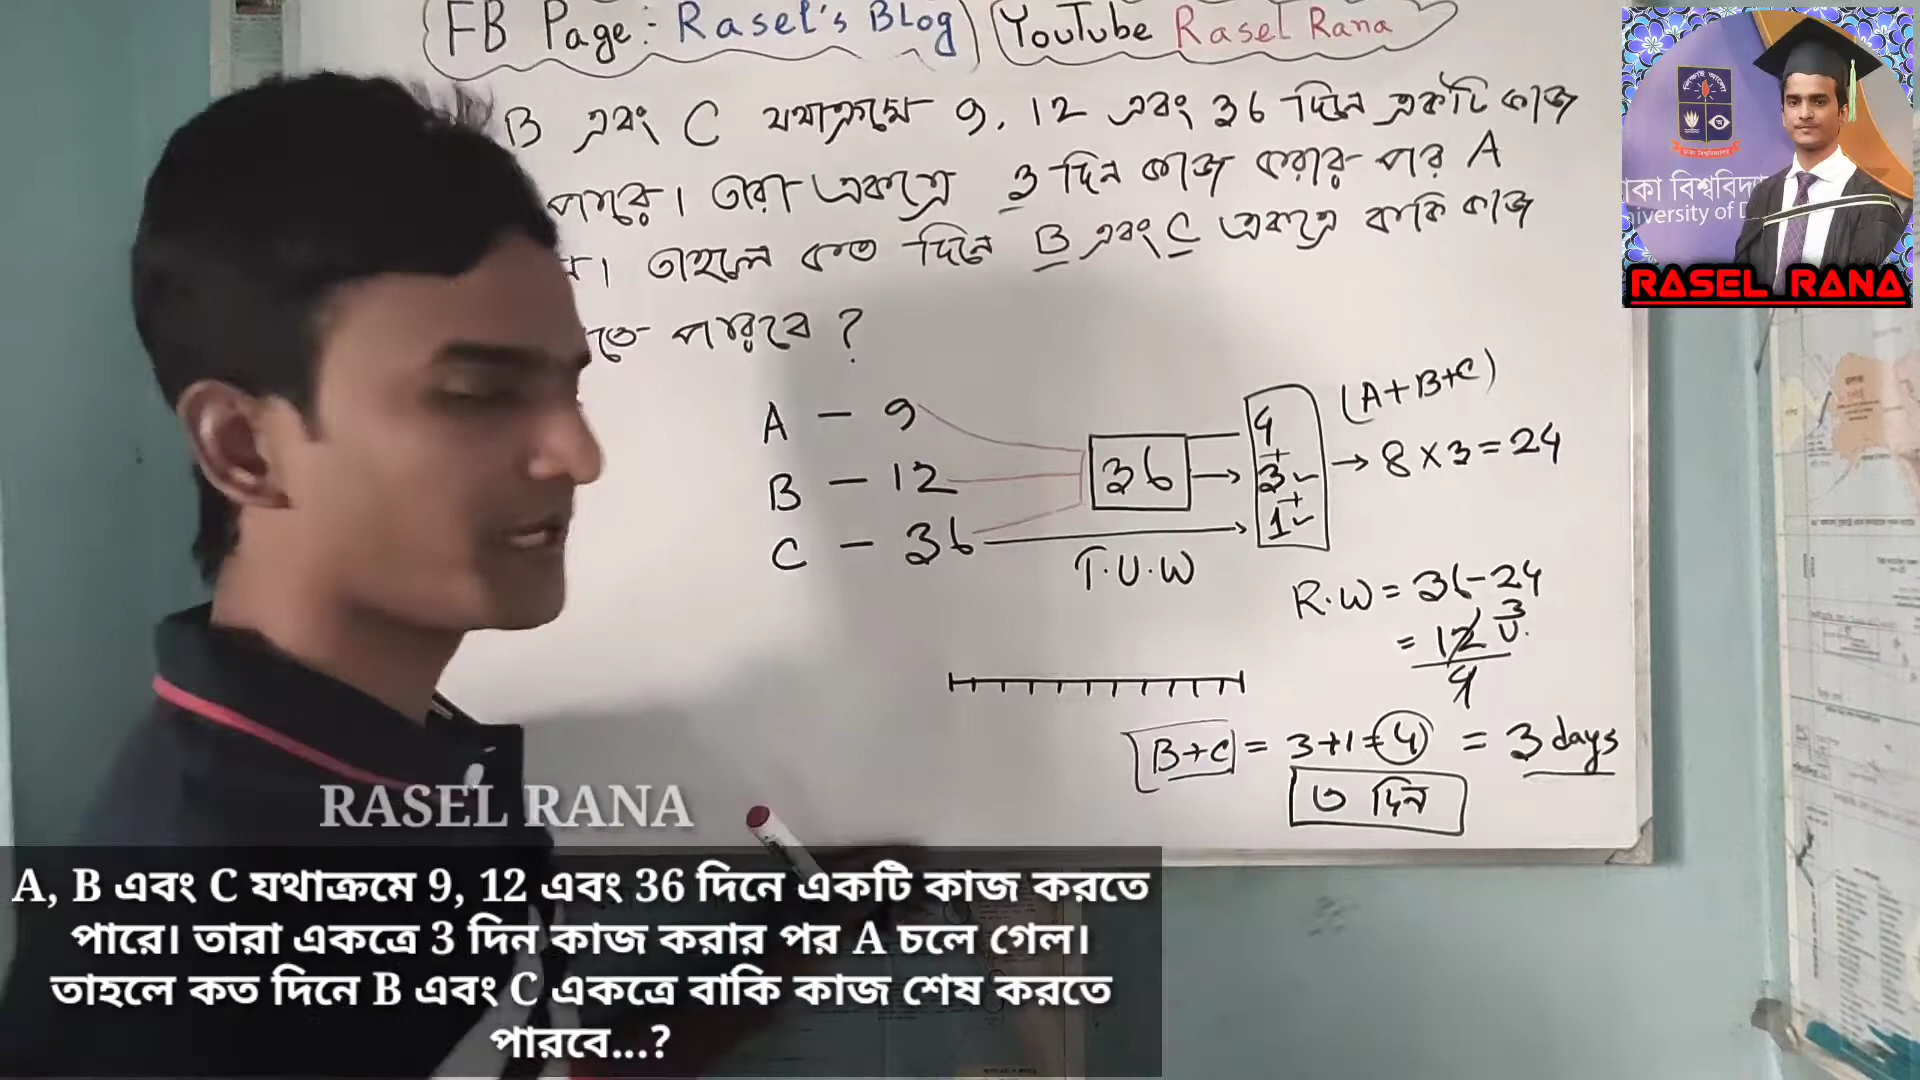 FB Page:- Rasel's Blog
YouTube Rasel Rana
B এবং C যথাক্রমে 9, 12 এবং 36 দিনে একটি কাজ
পারে। তারা একত্রে 3 দিন কাজ করার পর A
। তাহলে কত দিনে B এবং C একত্রে বাকি কাজ
তে পারবে ?
A - 9
B - 12
C - 36
36
T.U.W
4
+
3
+
1
(A+B+C)
→ 8 x 3 = 24
R.W = 36-24
= 12 U.
3
4
B+C = 3+1=4 = 3 days
৩ দিন
RASEL RANA
RASEL RANA
A, B এবং C যথাক্রমে 9, 12 এবং 36 দিনে একটি কাজ করতে
পারে। তারা একত্রে 3 দিন কাজ করার পর A চলে গেল।
তাহলে কত দিনে B এবং C একত্রে বাকি কাজ শেষ করতে
পারবে...?